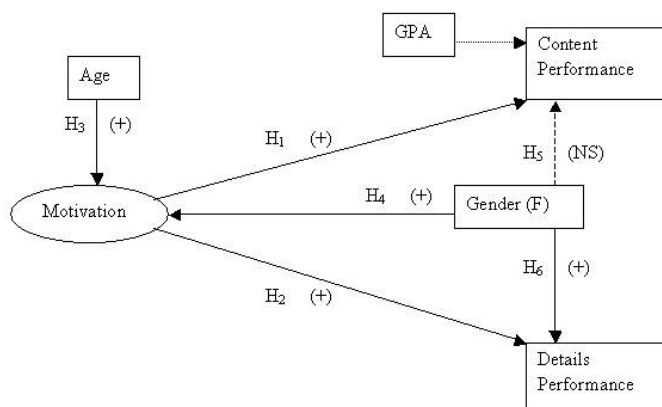 GPA
Content
Performance
Age
H3 (+)
H1 (+)
H5 (NS)
Motivation
H4 (+)
Gender (F)
H6 (+)
H2 (+)
Details
Performance